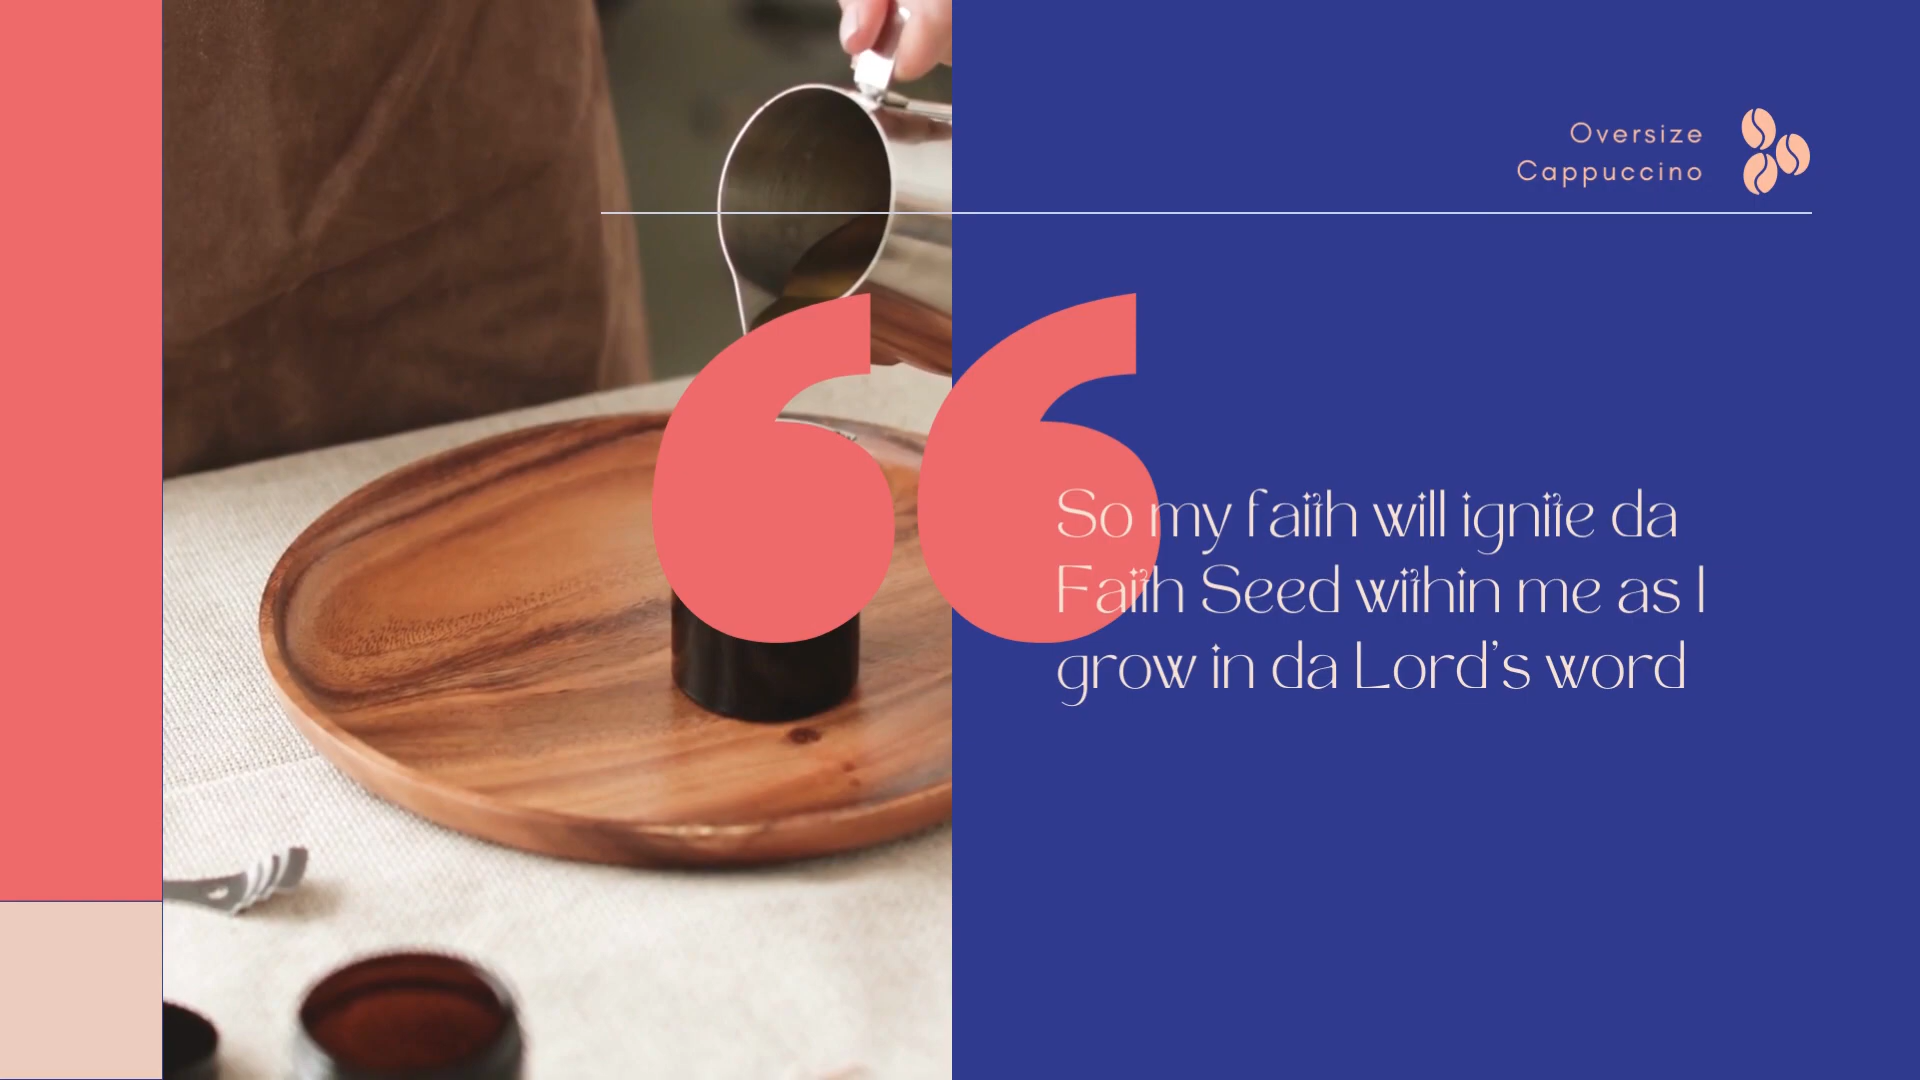 Oversize
Cappuccino
So my faith will ignite da
Faith Seed within me as I
grow in da Lord's word